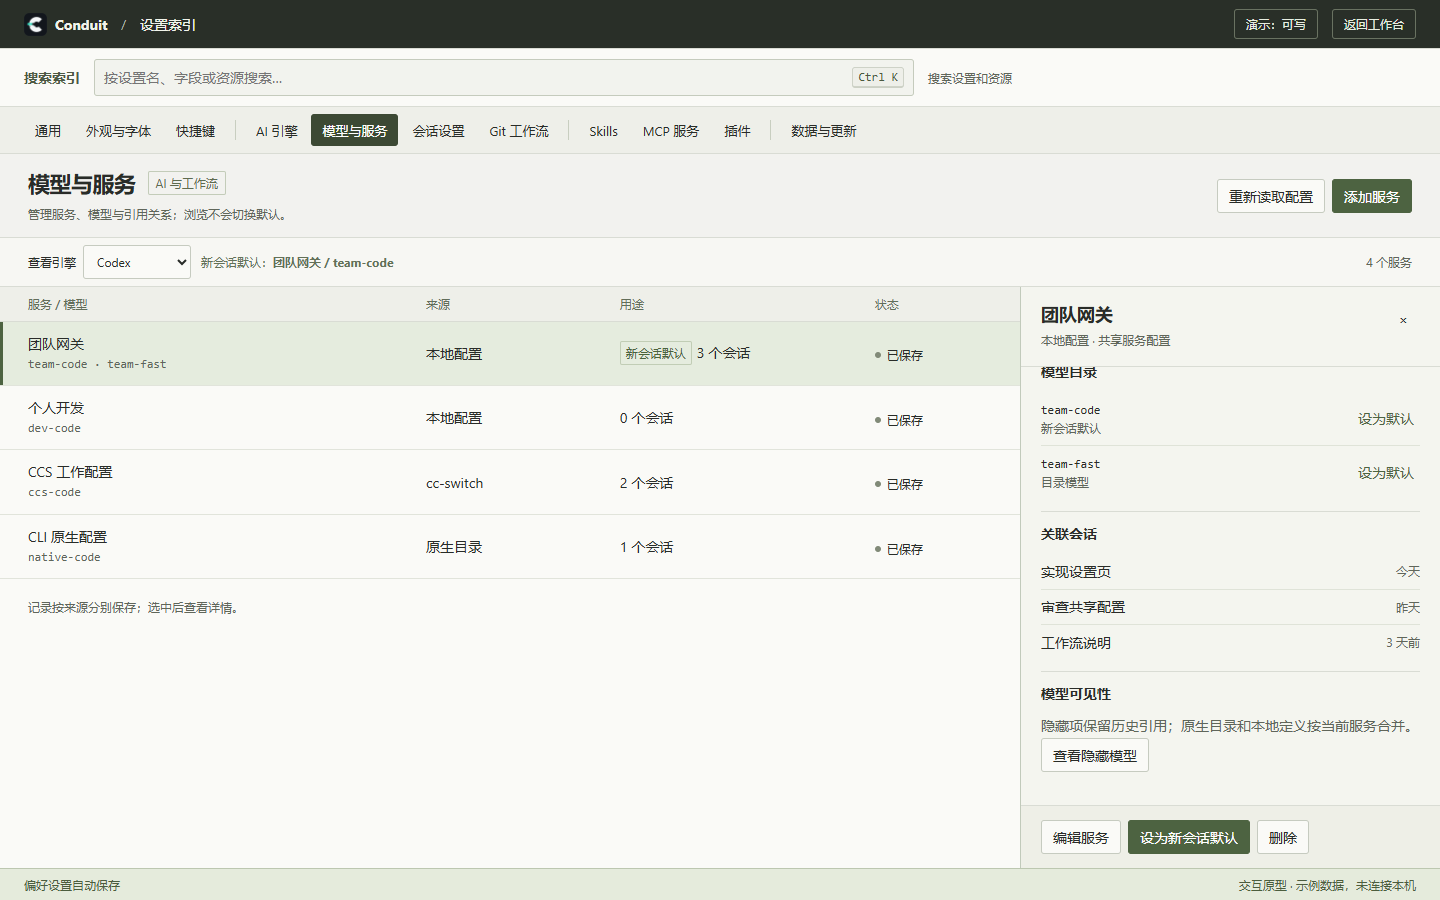 Conduit / 设置索引
演示：可写
返回工作台
搜索索引
按设置名、字段或资源搜索...
Ctrl K
搜索设置和资源
通用
外观与字体
快捷键
AI 引擎
模型与服务
会话设置
Git 工作流
Skills
MCP 服务
插件
数据与更新
模型与服务
AI 与工作流
管理服务、模型与引用关系；浏览不会切换默认。
重新读取配置
添加服务
查看引擎
Codex
新会话默认：团队网关 / team-code
4 个服务
服务 / 模型
来源
用途
状态
团队网关
team-code · team-fast
本地配置
新会话默认
3 个会话
已保存
个人开发
dev-code
本地配置
0 个会话
已保存
CCS 工作配置
ccs-code
cc-switch
2 个会话
已保存
CLI 原生配置
native-code
原生目录
1 个会话
已保存
记录按来源分别保存；选中后查看详情。
团队网关
×
本地配置 · 共享服务配置
模型目录
team-code
新会话默认
设为默认
team-fast
目录模型
设为默认
关联会话
实现设置页
今天
审查共享配置
昨天
工作流说明
3 天前
模型可见性
隐藏项保留历史引用；原生目录和本地定义按当前服务合并。
查看隐藏模型
编辑服务
设为新会话默认
删除
偏好设置自动保存
交互原型 · 示例数据，未连接本机